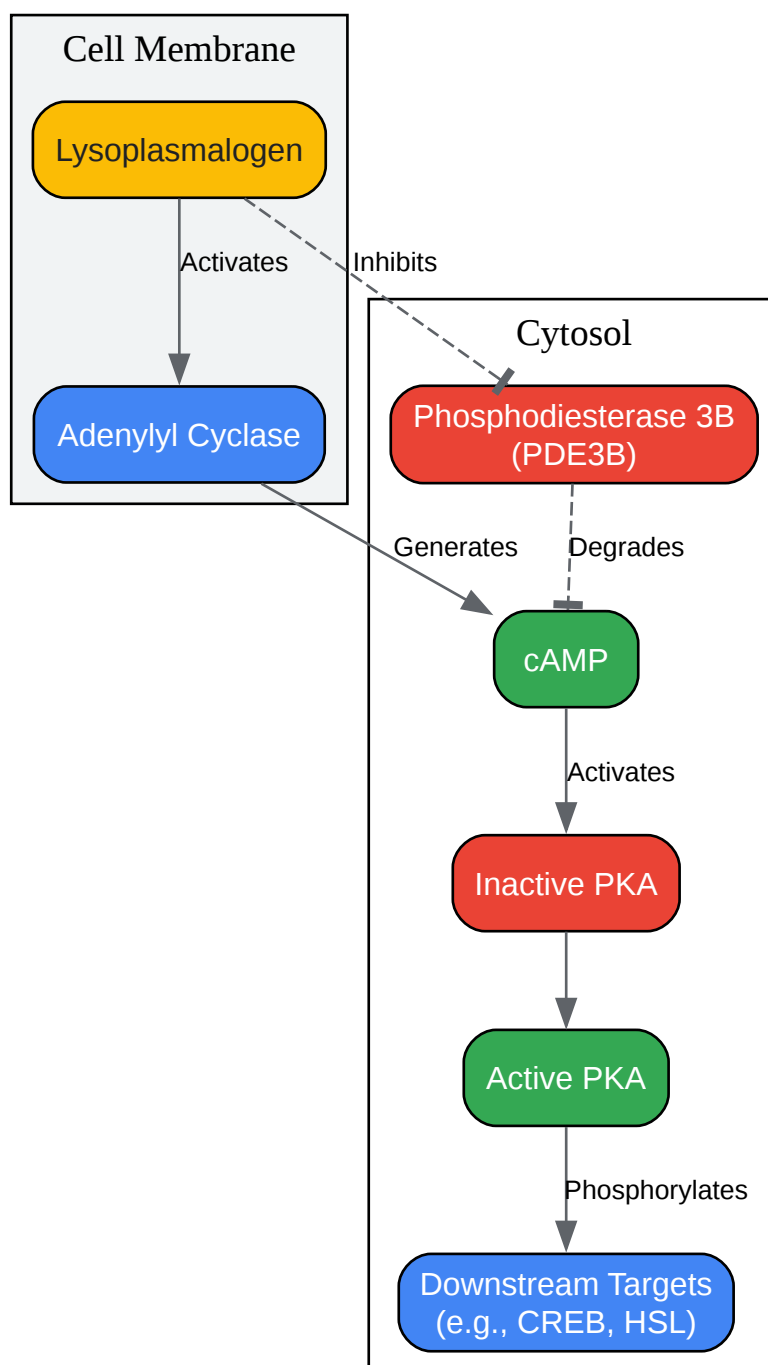 Cell Membrane
Lysoplasmalogen
Activates
Inhibits
Cytosol
Adenylyl Cyclase
Phosphodiesterase 3B
(PDE3B)
Generates
Degrades
cAMP
Activates
Inactive PKA
Active PKA
Phosphorylates
Downstream Targets
(e.g., CREB, HSL)